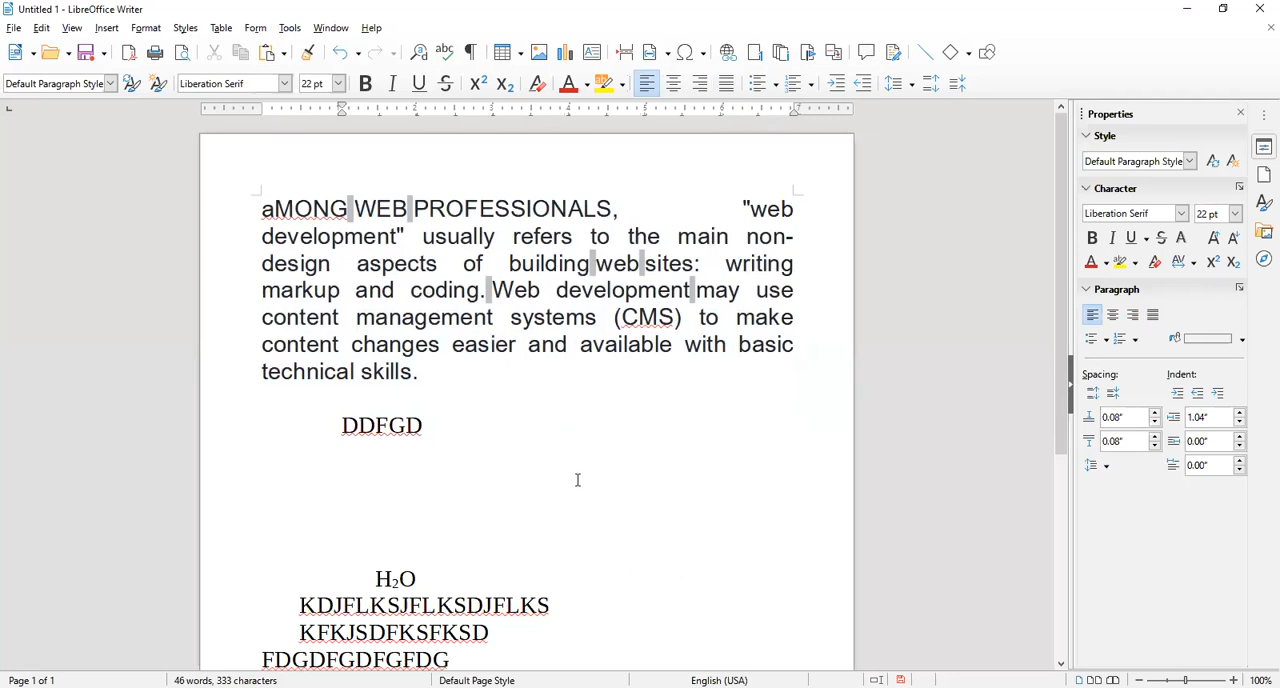 Untitled 1 - LibreOffice Writer
File Edit View Insert Format Styles Table Form Tools Window Help
Default Paragraph Style Liberation Serif 22 pt
aMONG WEB PROFESSIONALS, "web
development" usually refers to the main non-
design aspects of building web sites: writing
markup and coding. Web development may use
content management systems (CMS) to make
content changes easier and available with basic
technical skills.
DDFGD
H₂O
KDJFLKSJFLKSDJFLKS
KFKJSDFKSFKSD
FDGDFGDFGFDG
Properties
Style
Default Paragraph Style
Character
Liberation Serif 22 pt
Paragraph
Spacing: Indent:
0.08" 1.04"
0.08" 0.00"
0.00"
Page 1 of 1 46 words, 333 characters Default Page Style English (USA) 100%